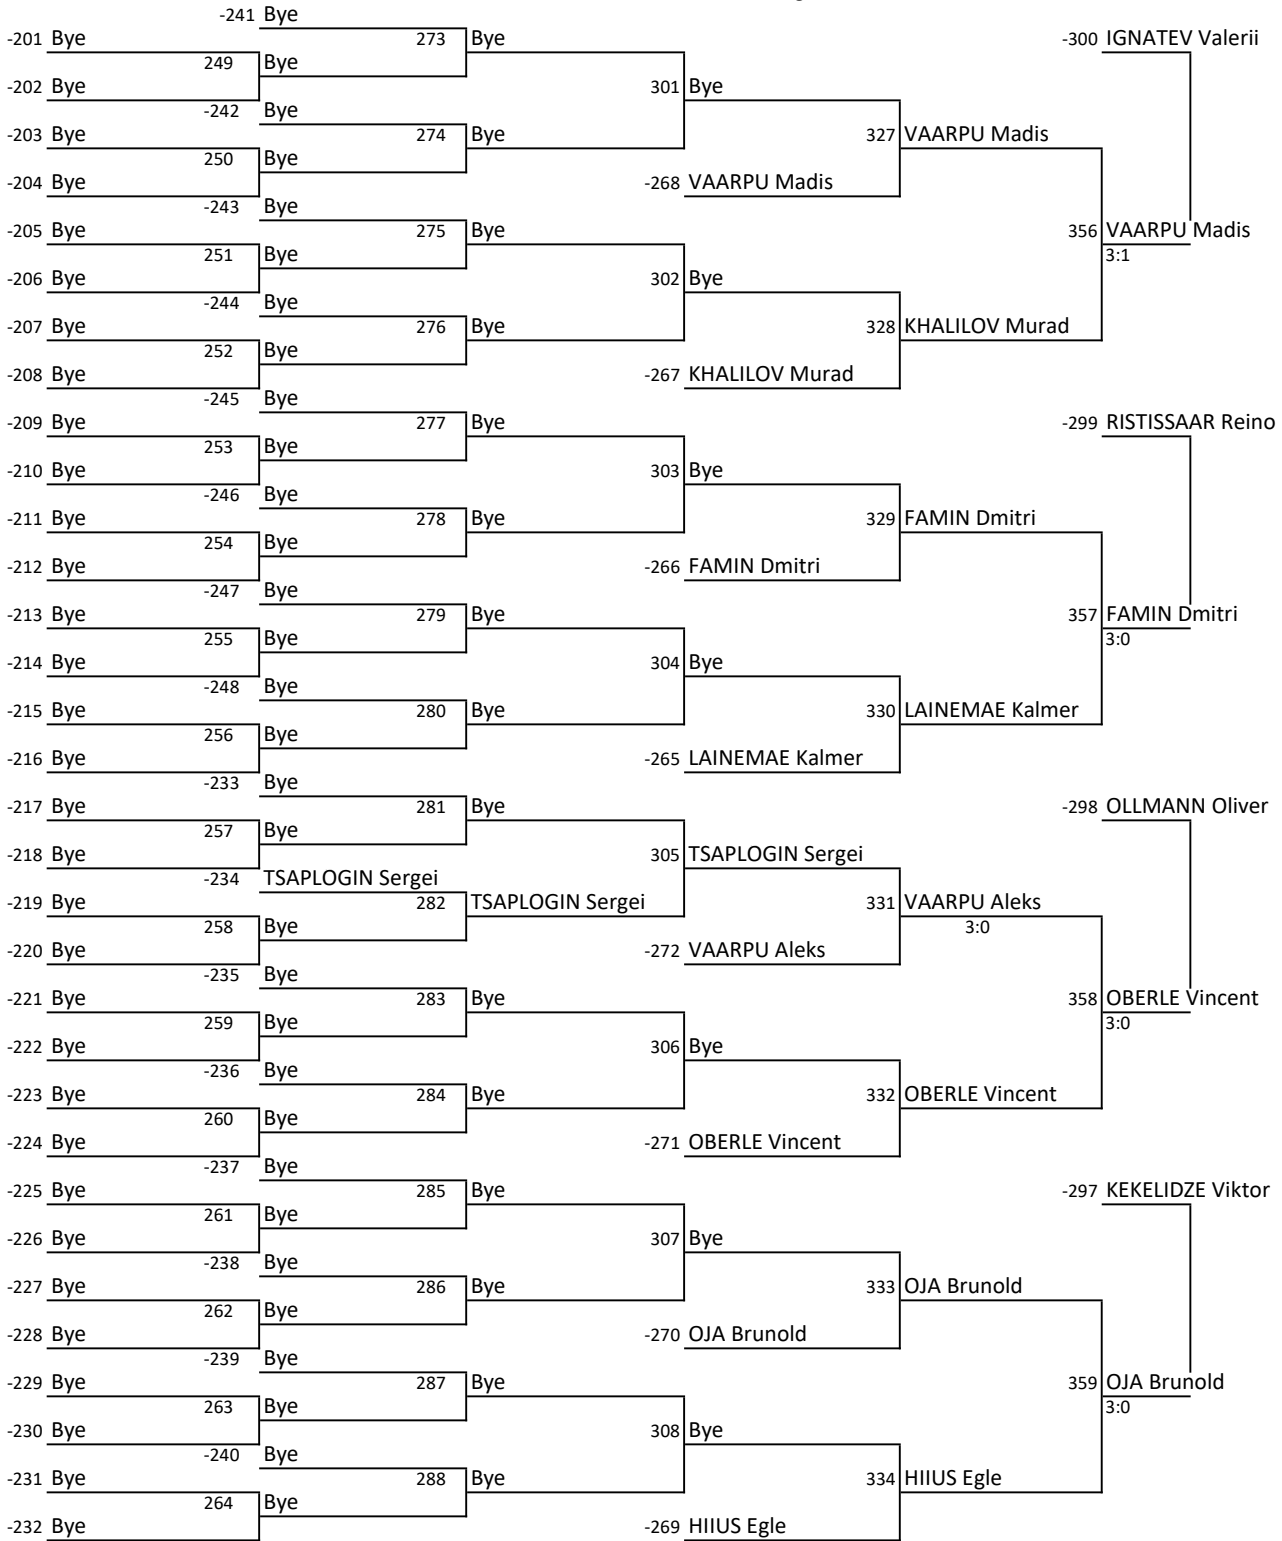 -241 Bye
-201 Bye 273 Bye -300 IGNATEV Valerii
249 Bye
-202 Bye 301 Bye
-242 Bye
-203 Bye 274 Bye 327 VAARPU Madis
250 Bye
-204 Bye -268 VAARPU Madis
-243 Bye
-205 Bye 275 Bye 356 VAARPU Madis
251 Bye 3:1
-206 Bye 302 Bye
-244 Bye
-207 Bye 276 Bye 328 KHALILOV Murad
252 Bye
-208 Bye -267 KHALILOV Murad
-245 Bye
-209 Bye 277 Bye -299 RISTISSAAR Reino
253 Bye
-210 Bye 303 Bye
-246 Bye
-211 Bye 278 Bye 329 FAMIN Dmitri
254 Bye
-212 Bye -266 FAMIN Dmitri
-247 Bye
-213 Bye 279 Bye 357 FAMIN Dmitri
255 Bye 3:0
-214 Bye 304 Bye
-248 Bye
-215 Bye 280 Bye 330 LAINEMAE Kalmer
256 Bye
-216 Bye -265 LAINEMAE Kalmer
-233 Bye
-217 Bye 281 Bye -298 OLLMANN Oliver
257 Bye
-218 Bye 305 TSAPLOGIN Sergei
-234 TSAPLOGIN Sergei
-219 Bye 282 TSAPLOGIN Sergei 331 VAARPU Aleks
258 Bye 3:0
-220 Bye -272 VAARPU Aleks
-235 Bye
-221 Bye 283 Bye 358 OBERLE Vincent
259 Bye 3:0
-222 Bye 306 Bye
-236 Bye
-223 Bye 284 Bye 332 OBERLE Vincent
260 Bye
-224 Bye -271 OBERLE Vincent
-237 Bye
-225 Bye 285 Bye -297 KEKELIDZE Viktor
261 Bye
-226 Bye 307 Bye
-238 Bye
-227 Bye 286 Bye 333 OJA Brunold
262 Bye
-228 Bye -270 OJA Brunold
-239 Bye
-229 Bye 287 Bye 359 OJA Brunold
263 Bye 3:0
-230 Bye 308 Bye
-240 Bye
-231 Bye 288 Bye 334 HIIUS Egle
264 Bye
-232 Bye -269 HIIUS Egle